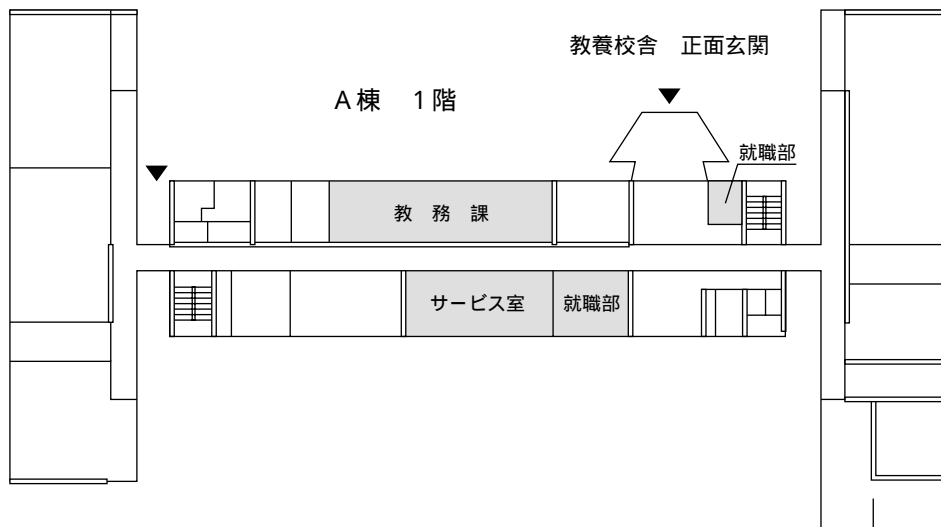 教養校舎　正面玄関
A棟　1階
就職部
教　務　課
サービス室
就職部